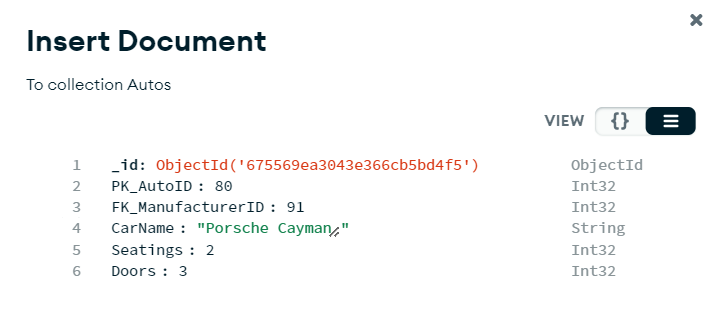 Insert Document
To collection Autos
VIEW {}
1 _id: ObjectId('675569ea3043e366cb5bd4f5') ObjectId
2 PK_AutoID : 80 Int32
3 FK_ManufacturerID : 91 Int32
4 CarName : "Porsche Cayman " String
5 Seatings : 2 Int32
6 Doors : 3 Int32